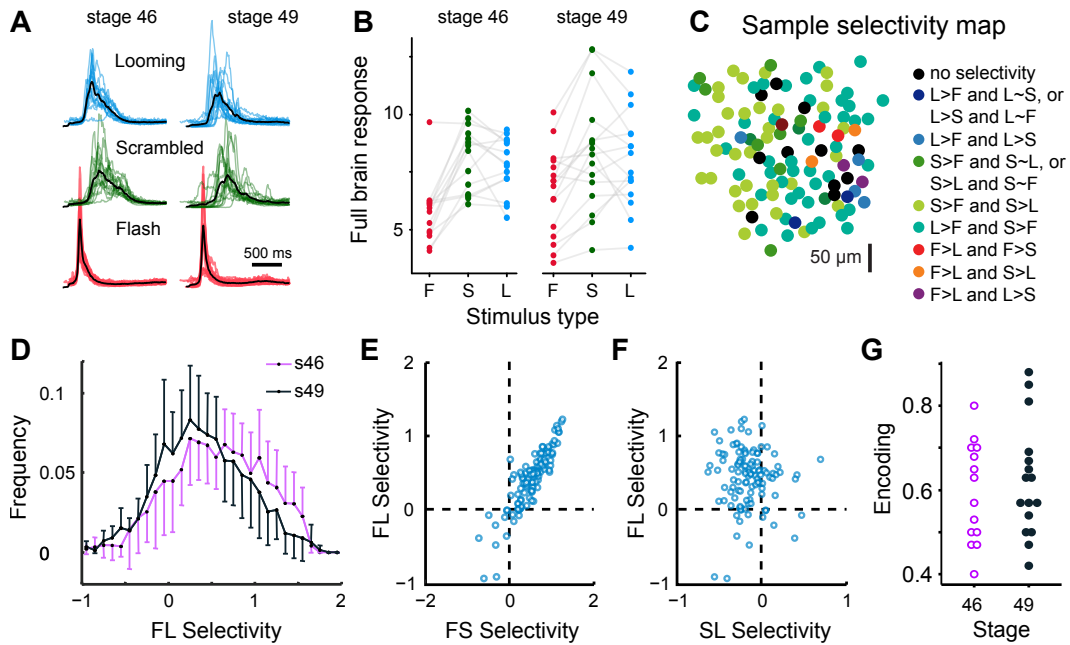 A
stage 46
stage 49
Looming
Scrambled
Flash
500 ms
B
stage 46
stage 49
Full brain response
10
5
F
S
L
F
S
L
Stimulus type
C
Sample selectivity map
50 µm
no selectivity
L>F and L~S, or
L>S and L~F
L>F and L>S
S>F and S~L, or
S>L and S~F
S>F and S>L
L>F and S>F
F>L and F>S
F>L and S>L
F>L and L>S
D
s46
s49
Frequency
0.1
0.05
0
−1
0
1
2
FL Selectivity
E
FL Selectivity
2
1
0
−1
−2
0
2
FS Selectivity
F
FL Selectivity
2
1
0
−1
−1
0
1
SL Selectivity
G
Encoding
0.8
0.6
0.4
46
49
Stage